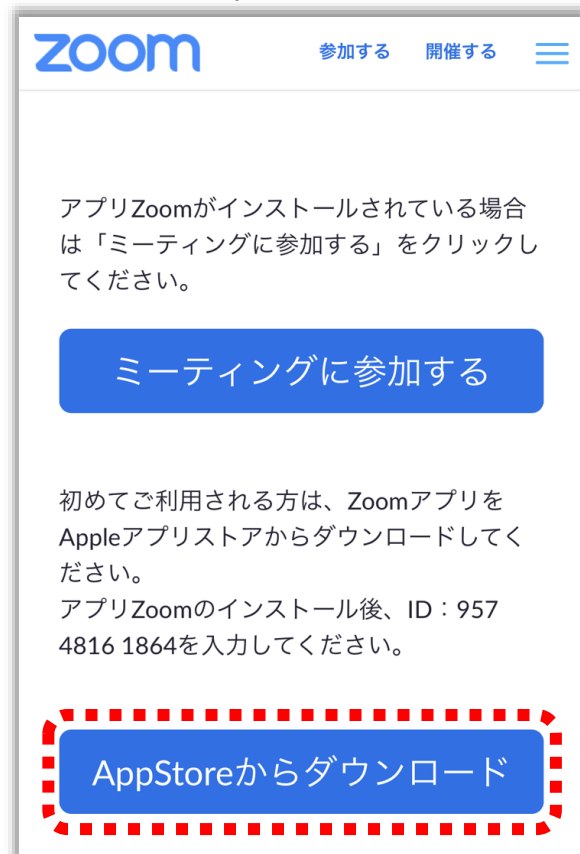 zoom 参加する 開催する
アプリZoomがインストールされている場合
は「ミーティングに参加する」をクリックし
てください。
ミーティングに参加する
初めてご利用される方は、Zoomアプリを
Appleアプリストアからダウンロードしてく
ださい。
アプリZoomのインストール後、ID：957
4816 1864を入力してください。
AppStoreからダウンロード